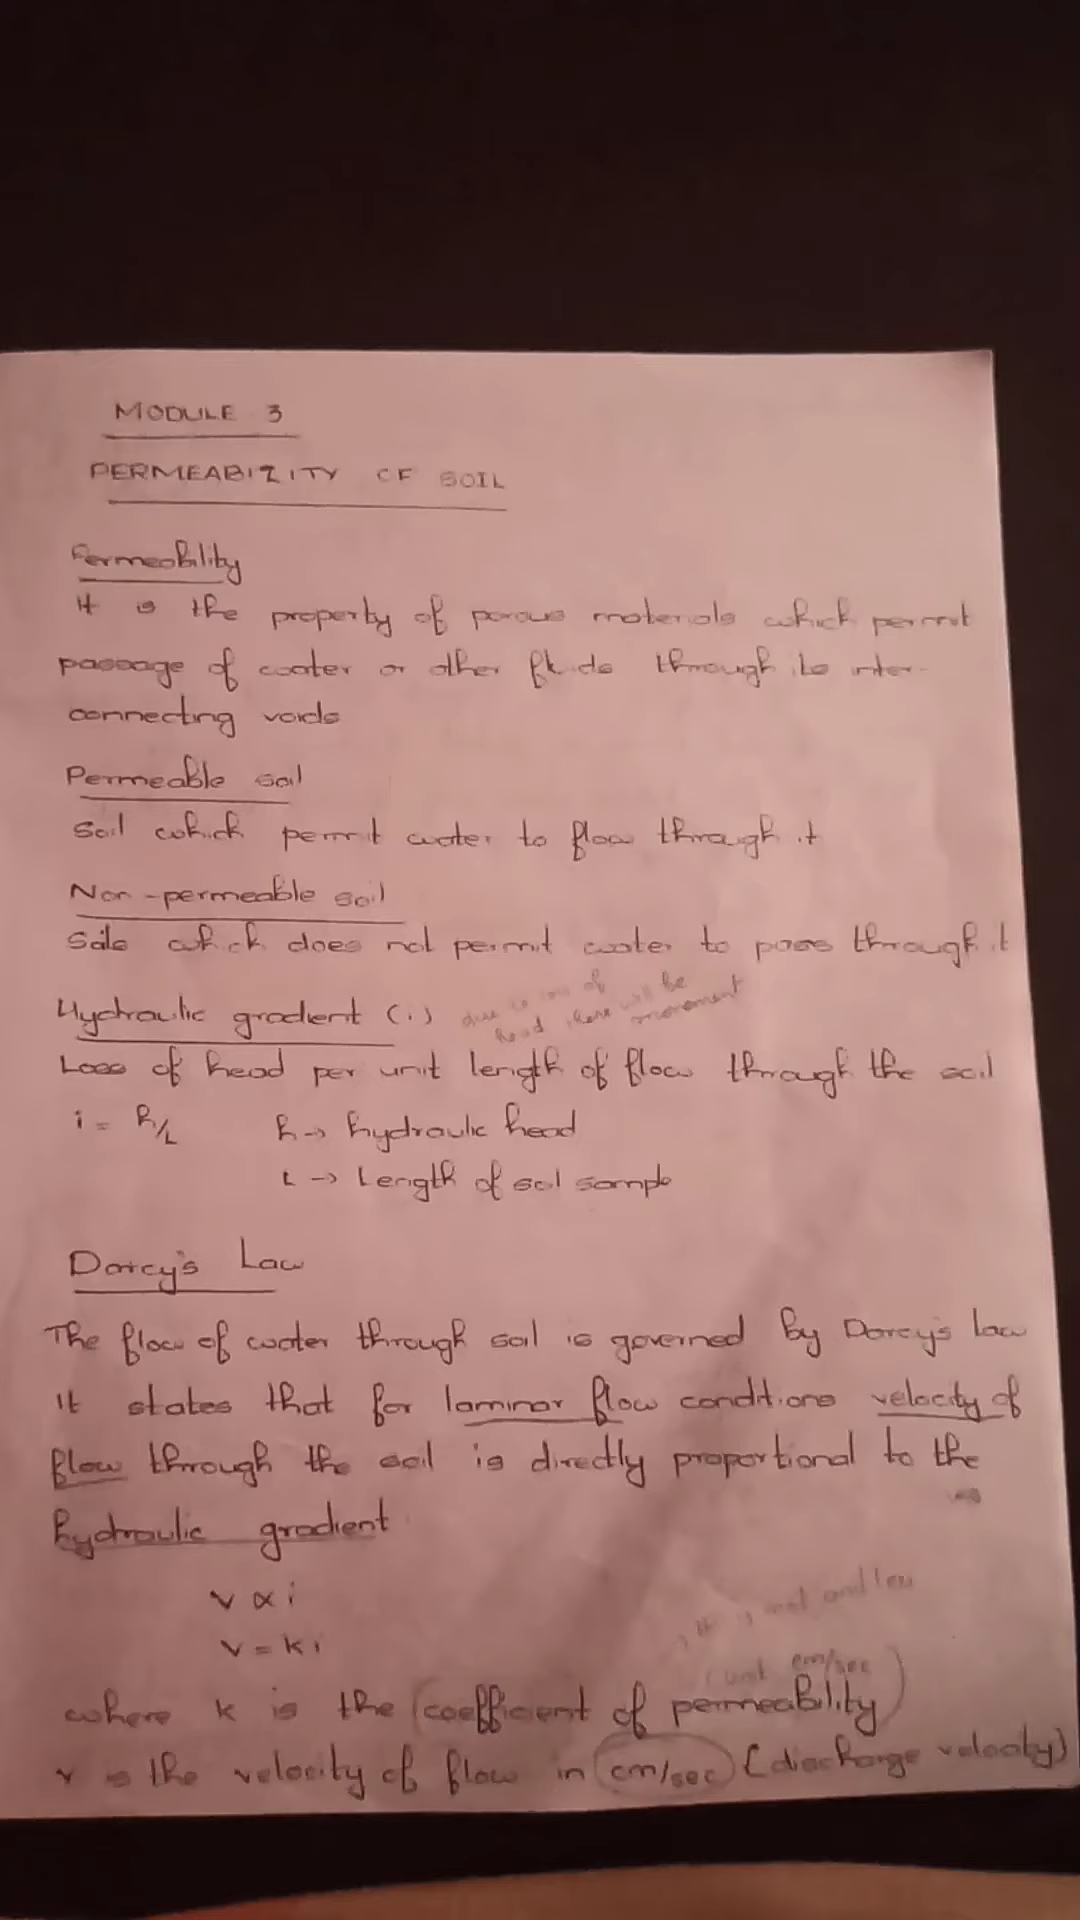 MODULE 3
PERMEABILITY OF SOIL
Permeability
It is the property of porous materials which permit
passage of water or other fluids through its inter-
connecting voids
Permeable soil
Soil which permit water to flow through it
Non-permeable soil
Soils which does not permit water to pass through it
Hydraulic gradient (i) due to loss of head there will be movement
Loss of head per unit length of flow through the soil
i = h/L h → hydraulic head
L → Length of soil sample
Darcy's Law
The flow of water through soil is governed by Darcy's law
It states that for laminar flow conditions velocity of
flow through the soil is directly proportional to the
hydraulic gradient
v ∝ i
v = ki
(unit cm/sec)
where k is the (coefficient of permeability)
v is the velocity of flow in cm/sec (discharge velocity)